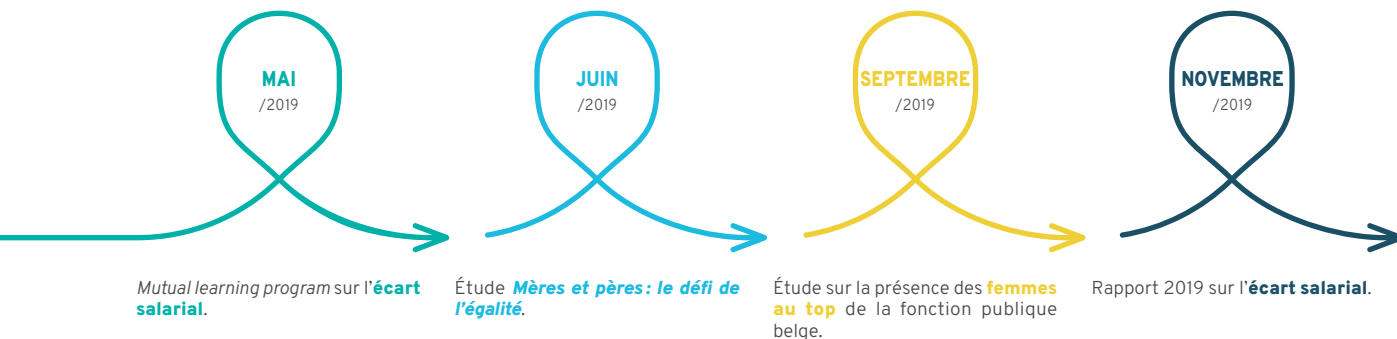 MAI
/2019
JUIN
/2019
SEPTEMBRE
/2019
NOVEMBRE
/2019
Mutual learning program sur l'écart
salarial.
Étude Mères et pères : le défi de
l'égalité.
Étude sur la présence des femmes
au top de la fonction publique
belge.
Rapport 2019 sur l'écart salarial.